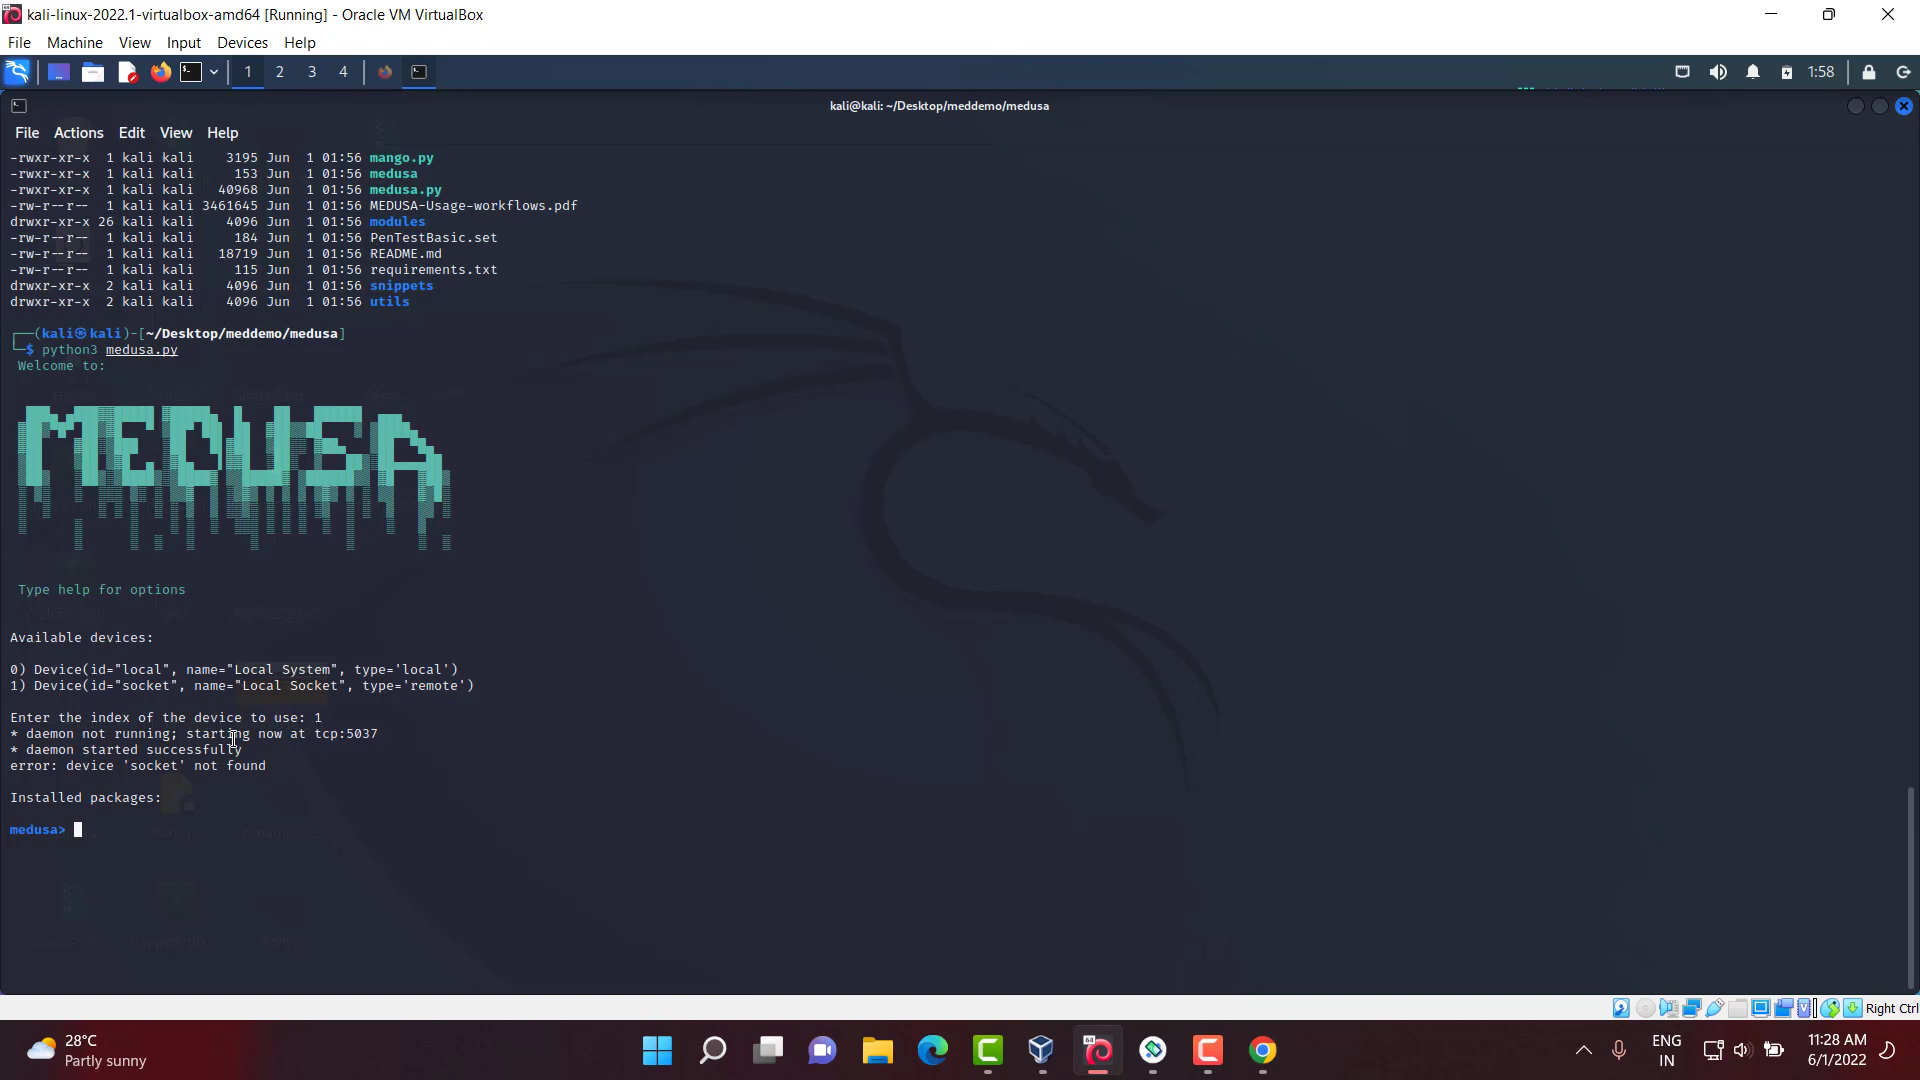 kali-linux-2022.1-virtualbox-amd64 [Running] - Oracle VM VirtualBox
File Machine View Input Devices Help
1 2 3 4 1:58
kali@kali: ~/Desktop/meddemo/medusa
File Actions Edit View Help
-rwxr-xr-x 1 kali kali 3195 Jun 1 01:56 mango.py
-rwxr-xr-x 1 kali kali 153 Jun 1 01:56 medusa
-rwxr-xr-x 1 kali kali 40968 Jun 1 01:56 medusa.py
-rw-r--r-- 1 kali kali 3461645 Jun 1 01:56 MEDUSA-Usage-workflows.pdf
drwxr-xr-x 26 kali kali 4096 Jun 1 01:56 modules
-rw-r--r-- 1 kali kali 184 Jun 1 01:56 PenTestBasic.set
-rw-r--r-- 1 kali kali 18719 Jun 1 01:56 README.md
-rw-r--r-- 1 kali kali 115 Jun 1 01:56 requirements.txt
drwxr-xr-x 2 kali kali 4096 Jun 1 01:56 snippets
drwxr-xr-x 2 kali kali 4096 Jun 1 01:56 utils
┌──(kali㉿kali)-[~/Desktop/meddemo/medusa]
└─$ python3 medusa.py
Welcome to:
MEDUSA
Type help for options
Available devices:
0) Device(id="local", name="Local System", type='local')
1) Device(id="socket", name="Local Socket", type='remote')
Enter the index of the device to use: 1
* daemon not running; starting now at tcp:5037
* daemon started successfully
error: device 'socket' not found
Installed packages:
medusa>
Right Ctrl
28°C
Partly sunny
ENG
IN
11:28 AM
6/1/2022